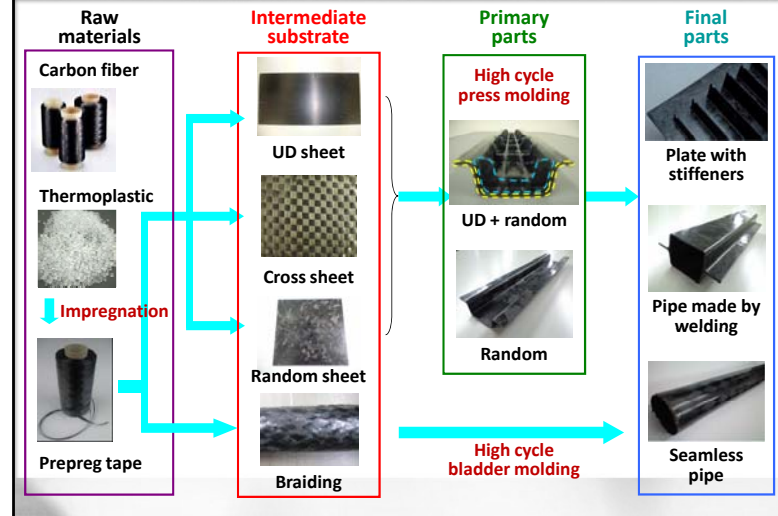 Raw
materials
Carbon fiber
Thermoplastic
Impregnation
Prepreg tape
Intermediate
substrate
UD sheet
Cross sheet
Random sheet
Braiding
Primary
parts
High cycle
press molding
UD + random
Random
High cycle
bladder molding
Final
parts
Plate with
stiffeners
Pipe made by
welding
Seamless
pipe